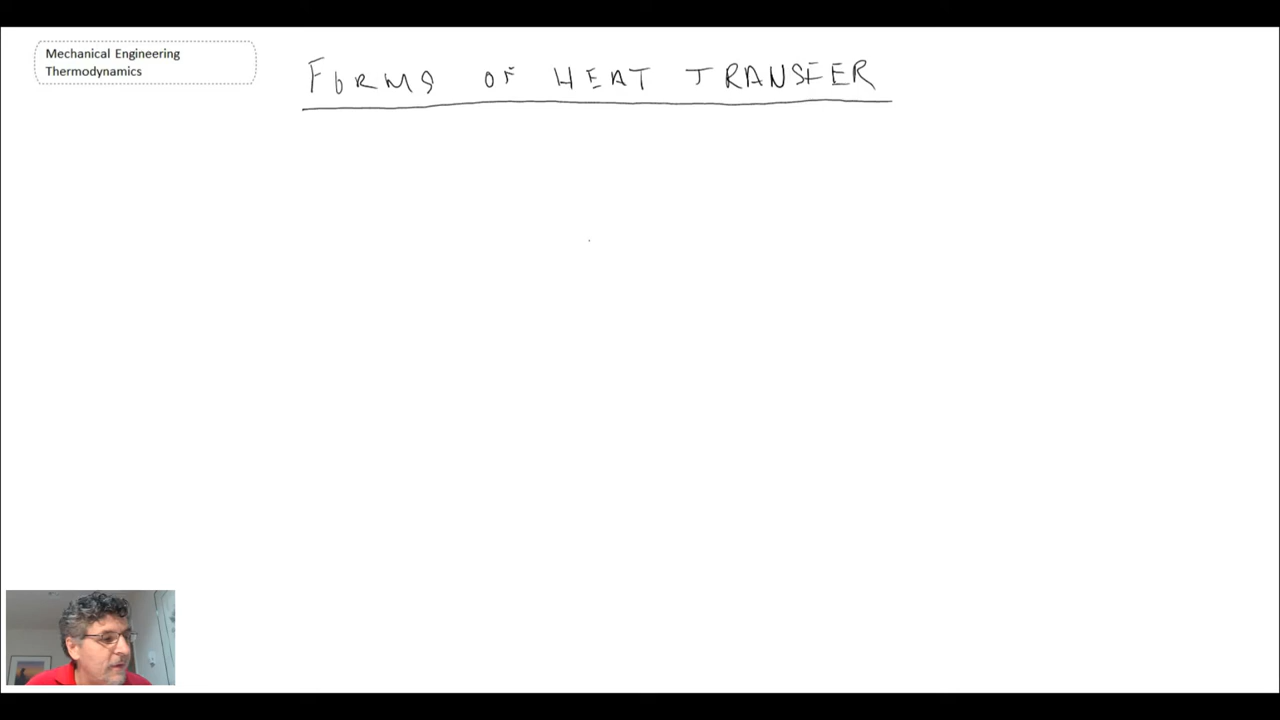 Mechanical Engineering
Thermodynamics
FORMS OF HEAT TRANSFER